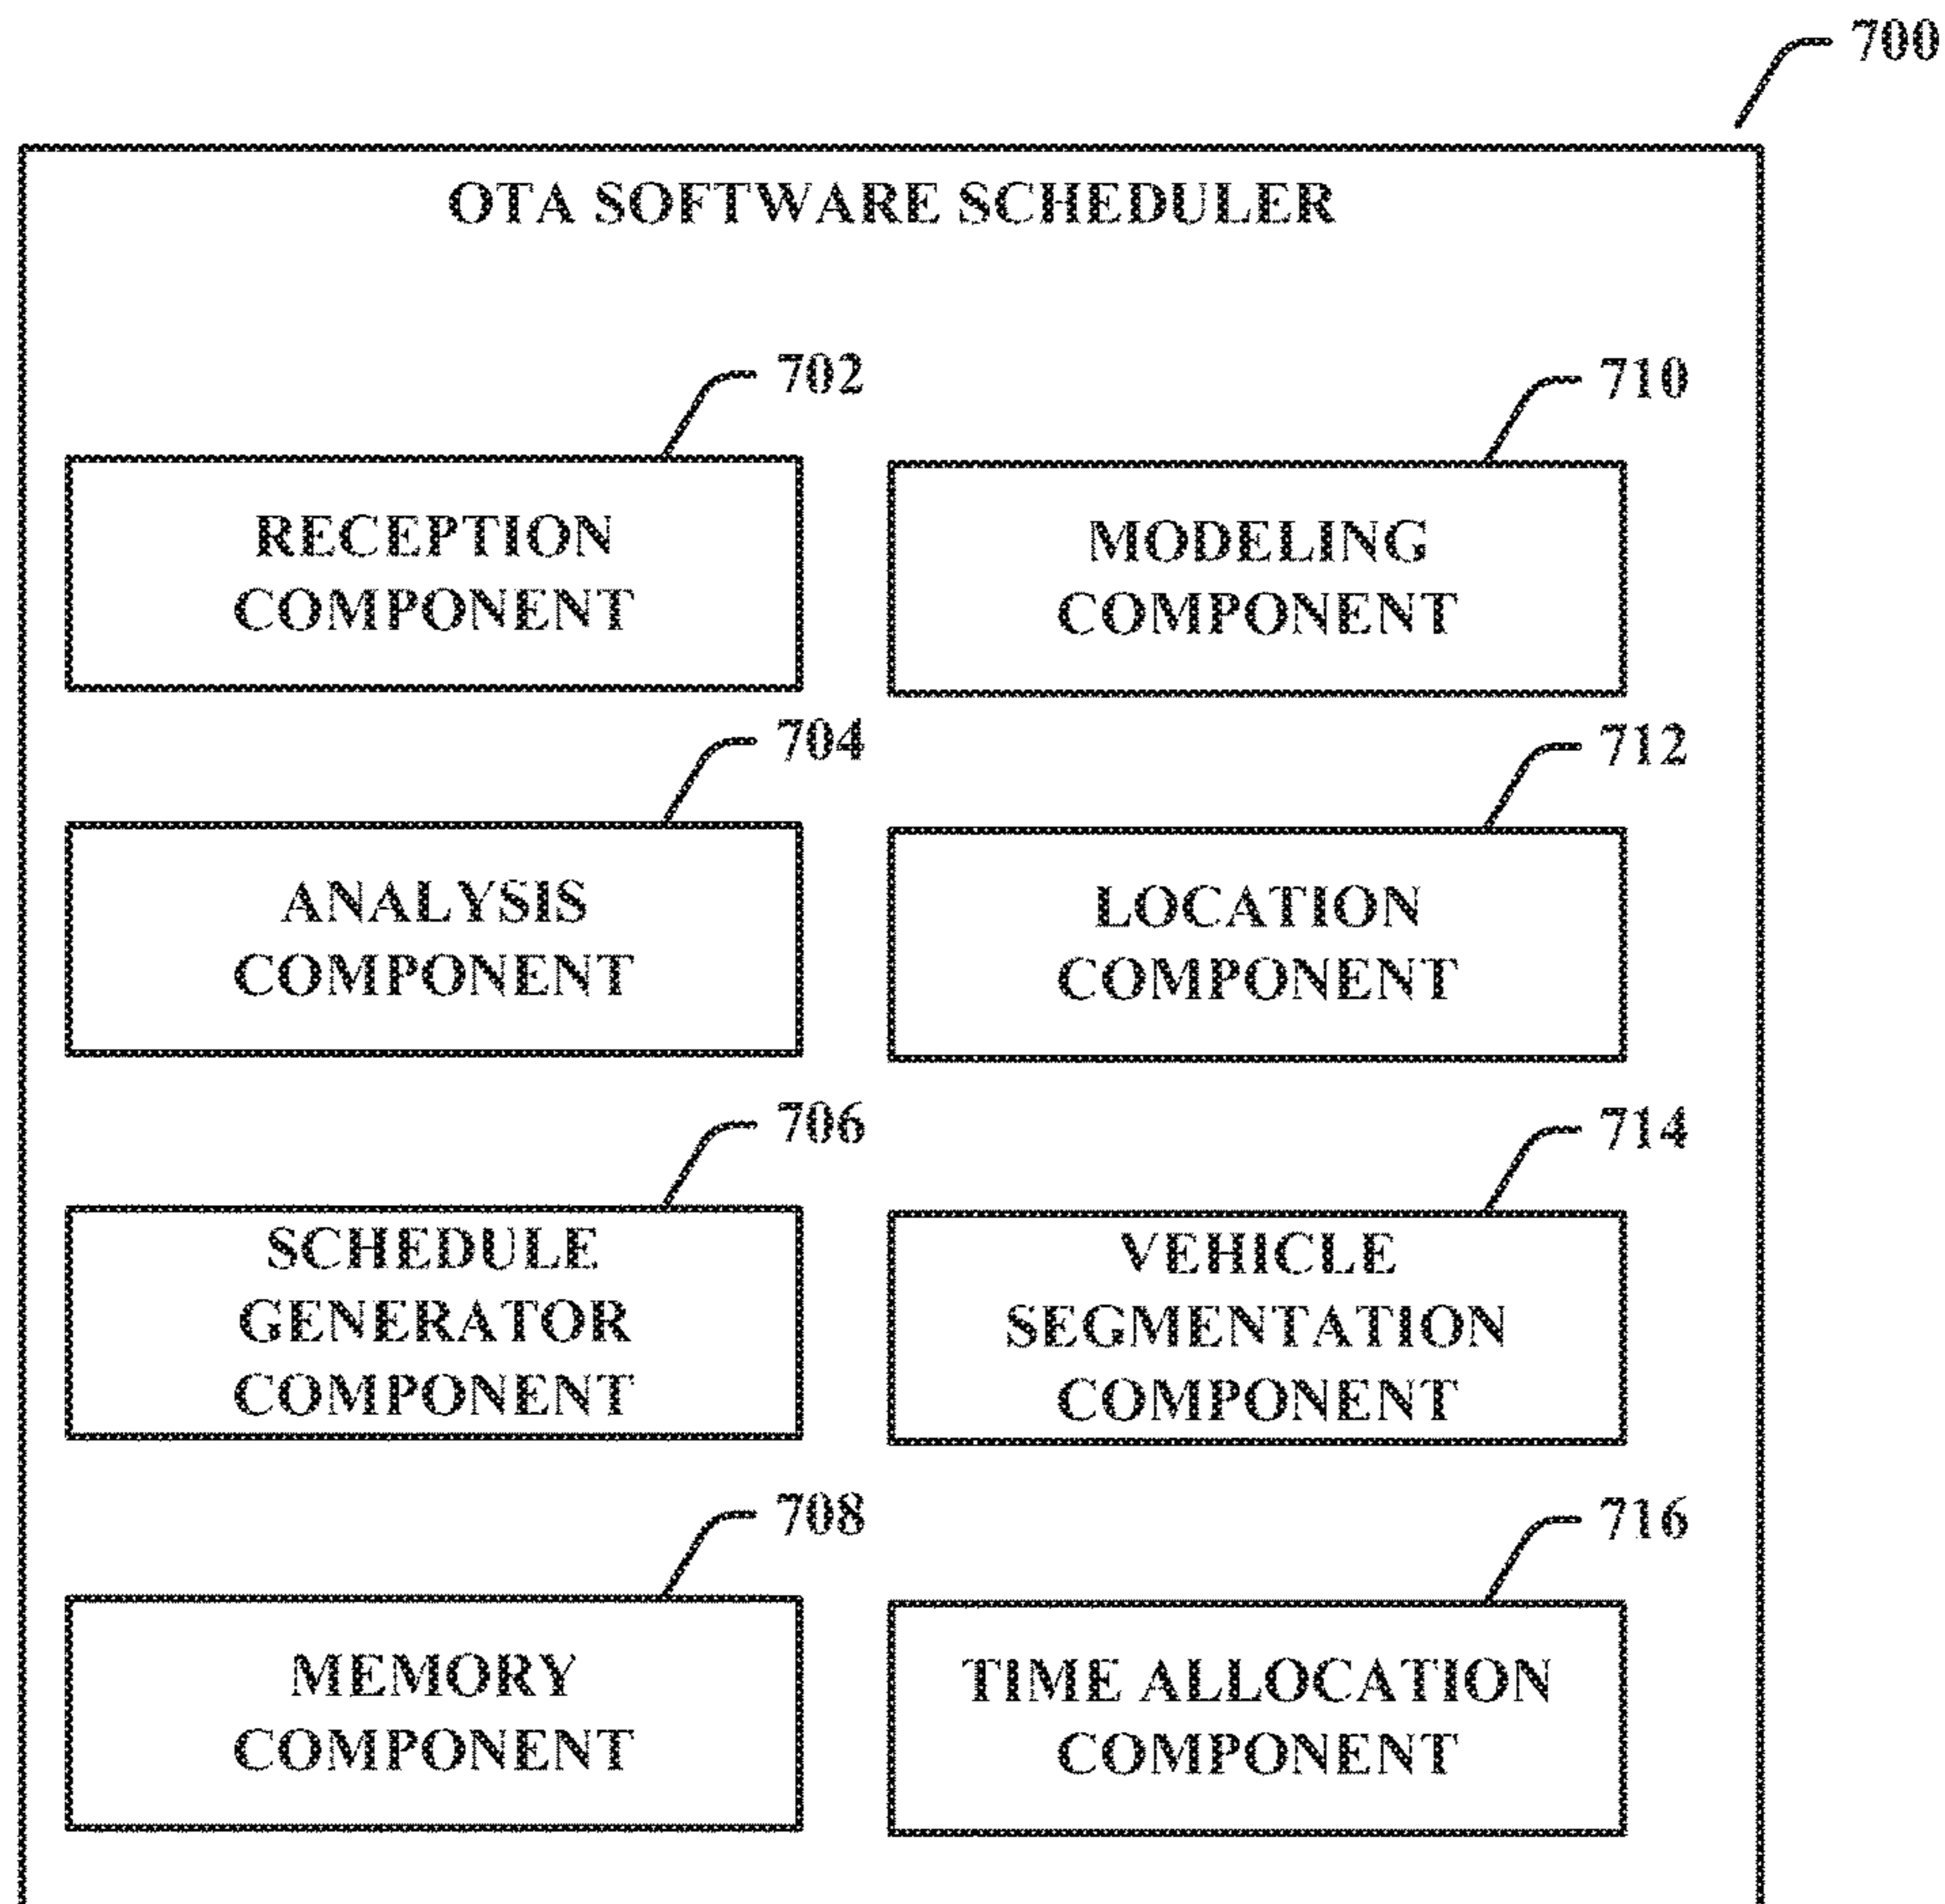 700
OTA SOFTWARE SCHEDULER
702
RECEPTION
COMPONENT
710
MODELING
COMPONENT
704
ANALYSIS
COMPONENT
712
LOCATION
COMPONENT
706
SCHEDULE
GENERATOR
COMPONENT
714
VEHICLE
SEGMENTATION
COMPONENT
708
MEMORY
COMPONENT
716
TIME ALLOCATION
COMPONENT